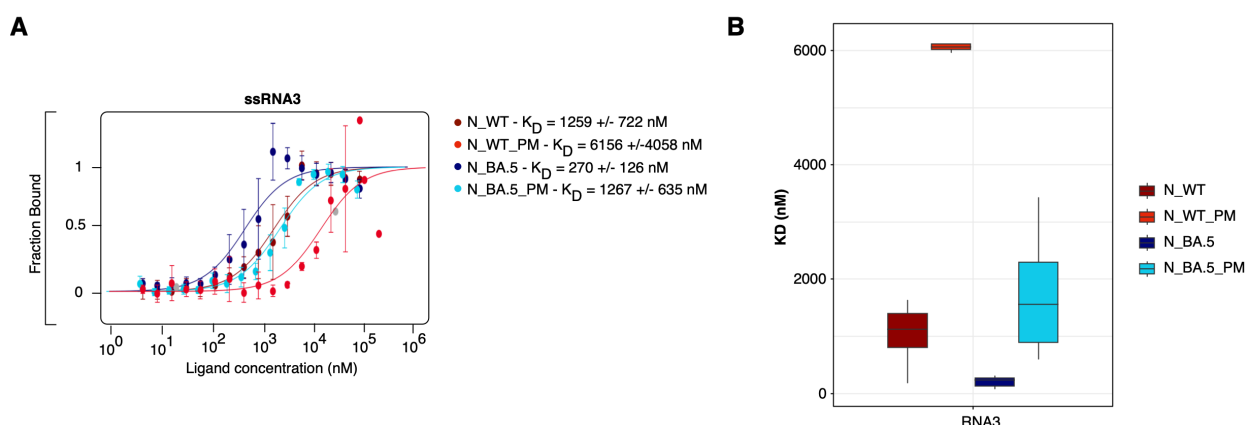 A
ssRNA3
Fraction Bound
1
0.5
0
10^0 10^1 10^2 10^3 10^4 10^5 10^6
Ligand concentration (nM)
N_WT - K_D = 1259 +/- 722 nM
N_WT_PM - K_D = 6156 +/-4058 nM
N_BA.5 - K_D = 270 +/- 126 nM
N_BA.5_PM - K_D = 1267 +/- 635 nM
B
KD (nM)
6000
4000
2000
0
RNA3
N_WT
N_WT_PM
N_BA.5
N_BA.5_PM